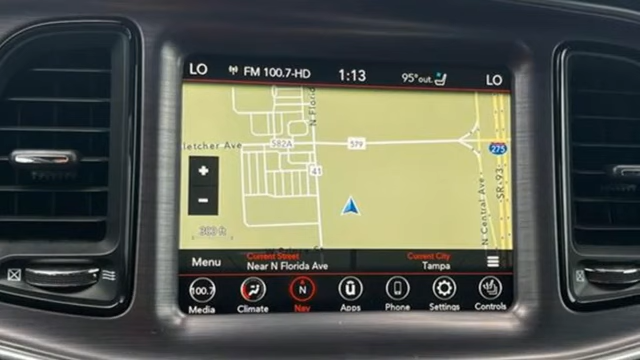 LO FM 100.7-HD 1:13 95° out. LO
N Florid
582A
579
41
275
SR-93
N Central Ave
letcher Ave
+
-
300 ft
Menu
Current Street
Near N Florida Ave
Current City
Tampa
100.7
N
Media Climate Nav Apps Phone Settings Controls